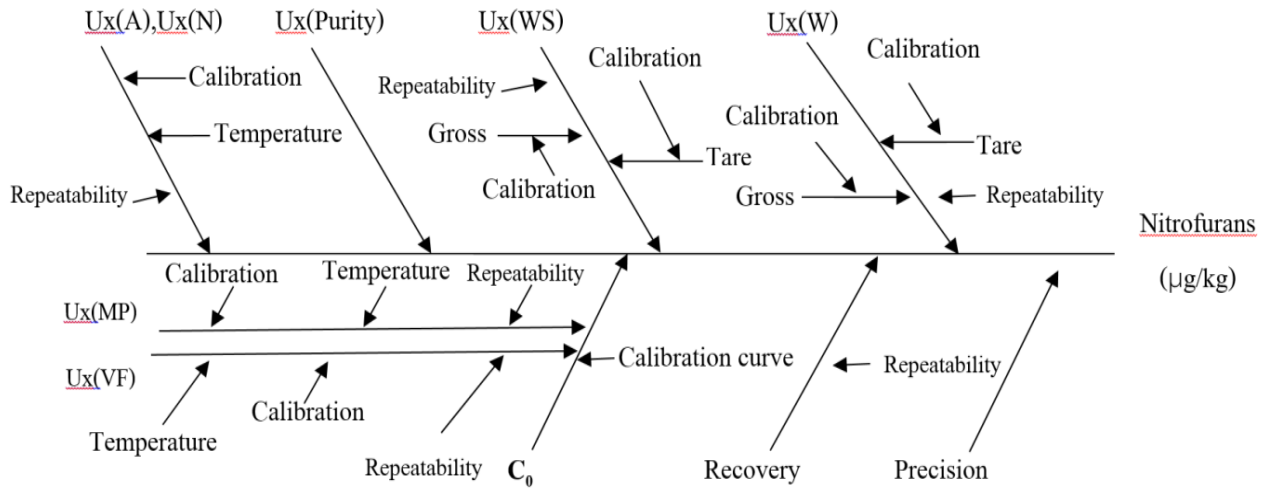 Ux(A),Ux(N)
Ux(Purity)
Ux(WS)
Ux(W)
Calibration
Temperature
Repeatability
Repeatability
Gross
Calibration
Calibration
Tare
Calibration
Gross
Calibration
Tare
Repeatability
Nitrofurans
(µg/kg)
Calibration
Temperature
Repeatability
Ux(MP)
Ux(VF)
Temperature
Calibration
Repeatability
Calibration curve
C₀
Repeatability
Recovery
Precision